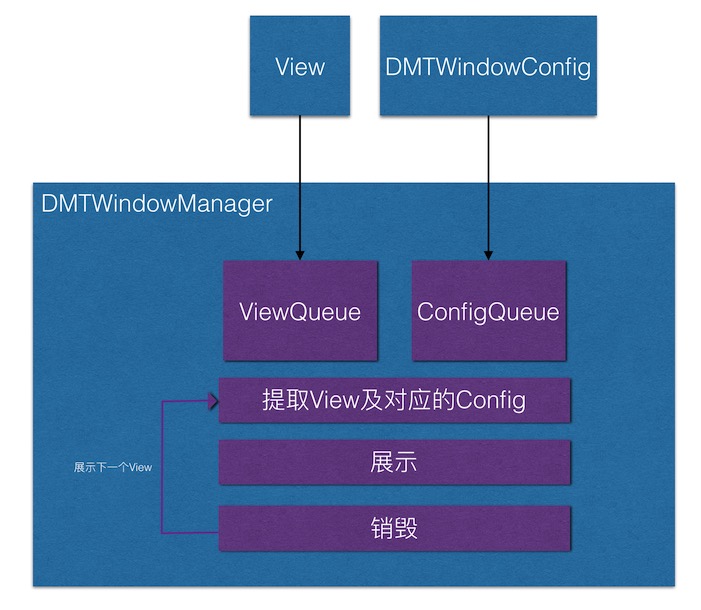 View
DMTWindowConfig
DMTWindowManager
ViewQueue
ConfigQueue
提取View及对应的Config
展示
展示下一个View
销毁